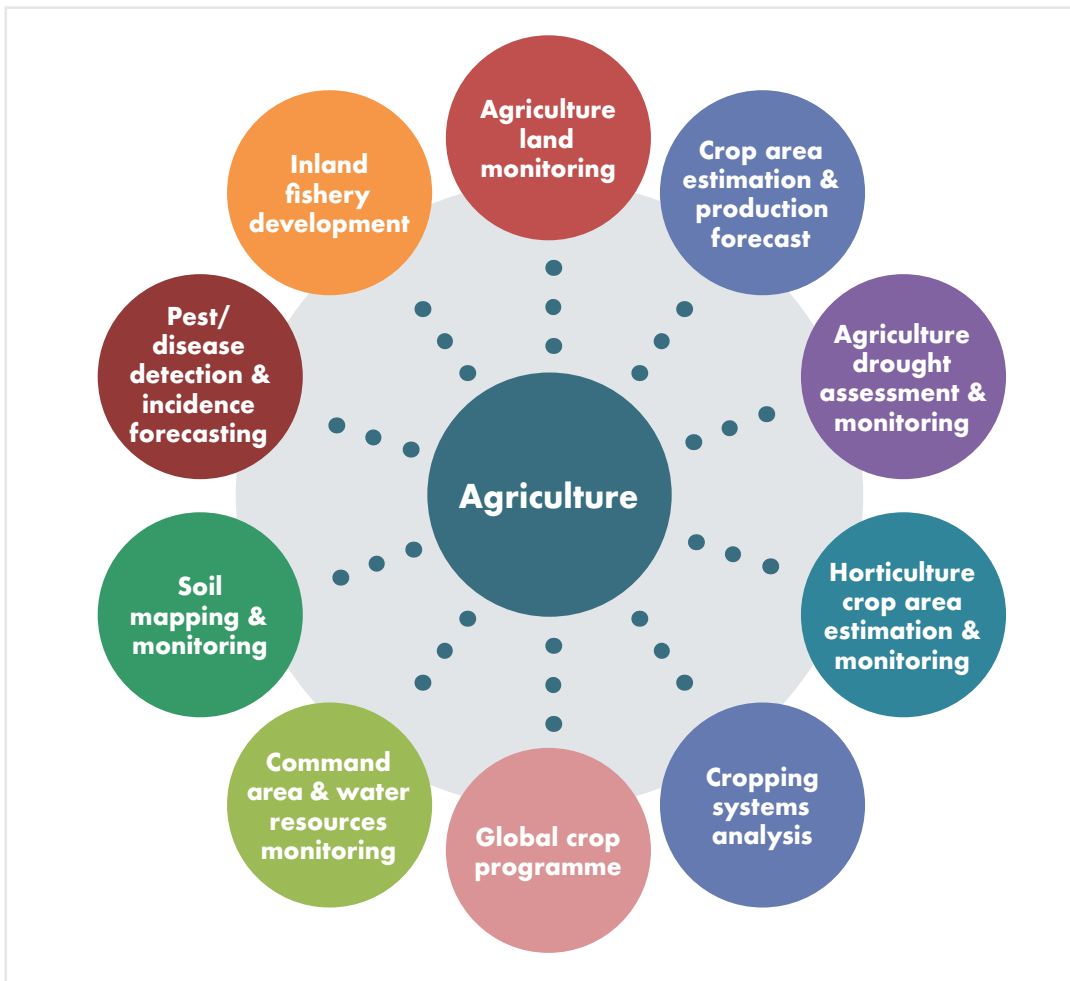 Agriculture
land
monitoring
Crop area
estimation &
production
forecast
Agriculture
drought
assessment &
monitoring
Horticulture
crop area
estimation &
monitoring
Cropping
systems
analysis
Global crop
programme
Command
area & water
resources
monitoring
Soil
mapping &
monitoring
Pest/
disease
detection &
incidence
forecasting
Inland
fishery
development
Agriculture